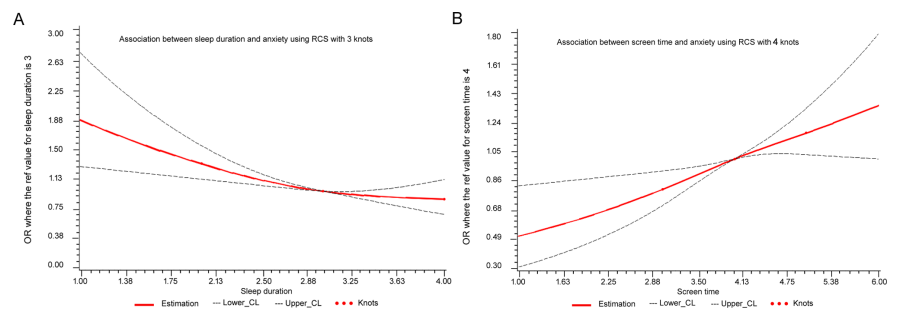 A
Association between sleep duration and anxiety using RCS with 3 knots
OR where the ref value for sleep duration is 3
3.00
2.63
2.25
1.88
1.50
1.13
0.75
0.38
0.00
1.00 1.38 1.75 2.13 2.50 2.88 3.25 3.63 4.00
Sleep duration
Estimation Lower_CL Upper_CL Knots
B
Association between screen time and anxiety using RCS with 4 knots
OR where the ref value for screen time is 4
1.80
1.61
1.43
1.24
1.05
0.86
0.68
0.49
0.30
1.00 1.63 2.25 2.88 3.50 4.13 4.75 5.38 6.00
Screen time
Estimation Lower_CL Upper_CL Knots